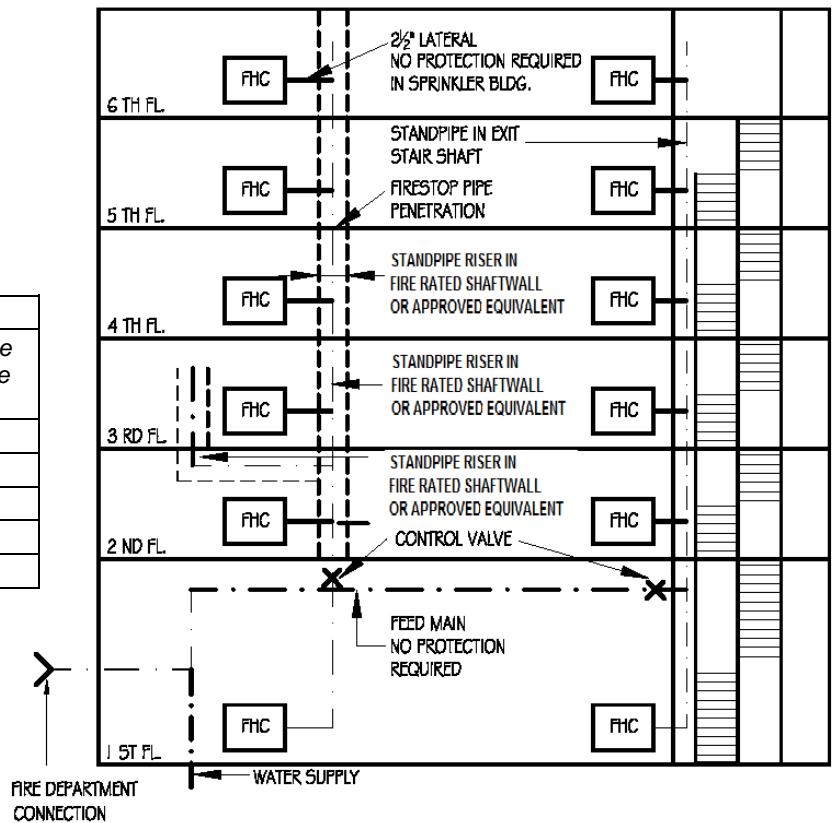 2½" LATERAL
NO PROTECTION REQUIRED
IN SPRINKLER BLDG.
FHC
FHC
6 TH FL.
STANDPIPE IN EXIT
STAIR SHAFT
FHC
FHC
FIRESTOP PIPE
PENETRATION
5 TH FL.
STANDPIPE RISER IN
FIRE RATED SHAFTWALL
OR APPROVED EQUIVALENT
FHC
FHC
4 TH FL.
e
e
STANDPIPE RISER IN
FIRE RATED SHAFTWALL
OR APPROVED EQUIVALENT
FHC
FHC
3 RD FL.
STANDPIPE RISER IN
FIRE RATED SHAFTWALL
OR APPROVED EQUIVALENT
FHC
FHC
2 ND FL.
CONTROL VALVE
FEED MAIN
NO PROTECTION
REQUIRED
FHC
FHC
1 ST FL.
WATER SUPPLY
FIRE DEPARTMENT
CONNECTION